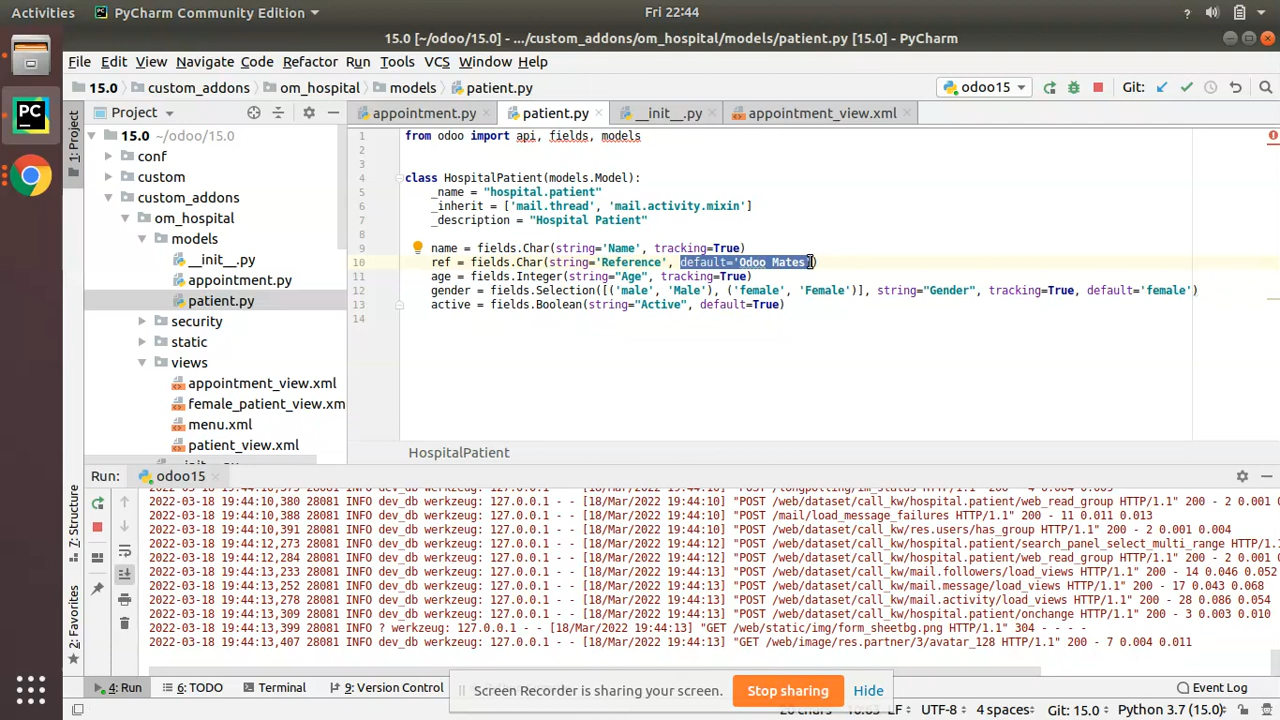 Activities PyCharm Community Edition Fri 22:44 ?
15.0 [~/odoo/15.0] - .../custom_addons/om_hospital/models/patient.py [15.0] - PyCharm
File Edit View Navigate Code Refactor Run Tools VCS Window Help
15.0 custom_addons om_hospital models patient.py odoo15 Git:
Project appointment.py patient.py __init__.py appointment_view.xml
1: Project
15.0 ~/odoo/15.0
conf
custom
custom_addons
om_hospital
models
__init__.py
appointment.py
patient.py
security
static
views
appointment_view.xml
female_patient_view.xm
menu.xml
patient_view.xml
1 from odoo import api, fields, models
2
3
4 class HospitalPatient(models.Model):
5 _name = "hospital.patient"
6 _inherit = ['mail.thread', 'mail.activity.mixin']
7 _description = "Hospital Patient"
8
9 name = fields.Char(string='Name', tracking=True)
10 ref = fields.Char(string='Reference', default='Odoo Mates')
11 age = fields.Integer(string="Age", tracking=True)
12 gender = fields.Selection([('male', 'Male'), ('female', 'Female')], string="Gender", tracking=True, default='female')
13 active = fields.Boolean(string="Active", default=True)
14
HospitalPatient
Run: odoo15
2022-03-18 19:44:10,380 28081 INFO dev_db werkzeug: 127.0.0.1 - - [18/Mar/2022 19:44:10] "POST /web/dataset/call_kw/hospital.patient/web_read_group HTTP/1.1" 200 - 2 0.001 0
2022-03-18 19:44:10,388 28081 INFO dev_db werkzeug: 127.0.0.1 - - [18/Mar/2022 19:44:10] "POST /mail/load_message_failures HTTP/1.1" 200 - 11 0.011 0.013
2022-03-18 19:44:10,391 28081 INFO dev_db werkzeug: 127.0.0.1 - - [18/Mar/2022 19:44:10] "POST /web/dataset/call_kw/res.users/has_group HTTP/1.1" 200 - 2 0.001 0.004
2022-03-18 19:44:12,273 28081 INFO dev_db werkzeug: 127.0.0.1 - - [18/Mar/2022 19:44:12] "POST /web/dataset/call_kw/hospital.patient/search_panel_select_multi_range HTTP/1.
2022-03-18 19:44:12,284 28081 INFO dev_db werkzeug: 127.0.0.1 - - [18/Mar/2022 19:44:12] "POST /web/dataset/call_kw/hospital.patient/web_read_group HTTP/1.1" 200 - 2 0.001 0
2022-03-18 19:44:13,233 28081 INFO dev_db werkzeug: 127.0.0.1 - - [18/Mar/2022 19:44:13] "POST /web/dataset/call_kw/mail.followers/load_views HTTP/1.1" 200 - 14 0.046 0.052
2022-03-18 19:44:13,252 28081 INFO dev_db werkzeug: 127.0.0.1 - - [18/Mar/2022 19:44:13] "POST /web/dataset/call_kw/mail.message/load_views HTTP/1.1" 200 - 17 0.043 0.068
2022-03-18 19:44:13,278 28081 INFO dev_db werkzeug: 127.0.0.1 - - [18/Mar/2022 19:44:13] "POST /web/dataset/call_kw/mail.activity/load_views HTTP/1.1" 200 - 28 0.086 0.054
2022-03-18 19:44:13,309 28081 INFO dev_db werkzeug: 127.0.0.1 - - [18/Mar/2022 19:44:13] "POST /web/dataset/call_kw/hospital.patient/onchange HTTP/1.1" 200 - 3 0.003 0.010
2022-03-18 19:44:13,399 28081 INFO ? werkzeug: 127.0.0.1 - - [18/Mar/2022 19:44:13] "GET /web/static/img/form_sheetbg.png HTTP/1.1" 304 - - - -
2022-03-18 19:44:13,407 28081 INFO dev_db werkzeug: 127.0.0.1 - - [18/Mar/2022 19:44:13] "GET /web/image/res.partner/3/avatar_128 HTTP/1.1" 200 - 7 0.004 0.011
7: Structure
2: Favorites
4: Run 6: TODO Terminal 9: Version Control Event Log
Screen Recorder is sharing your screen. Stop sharing Hide
LF UTF-8 4 spaces Git: 15.0 Python 3.7 (15.0)